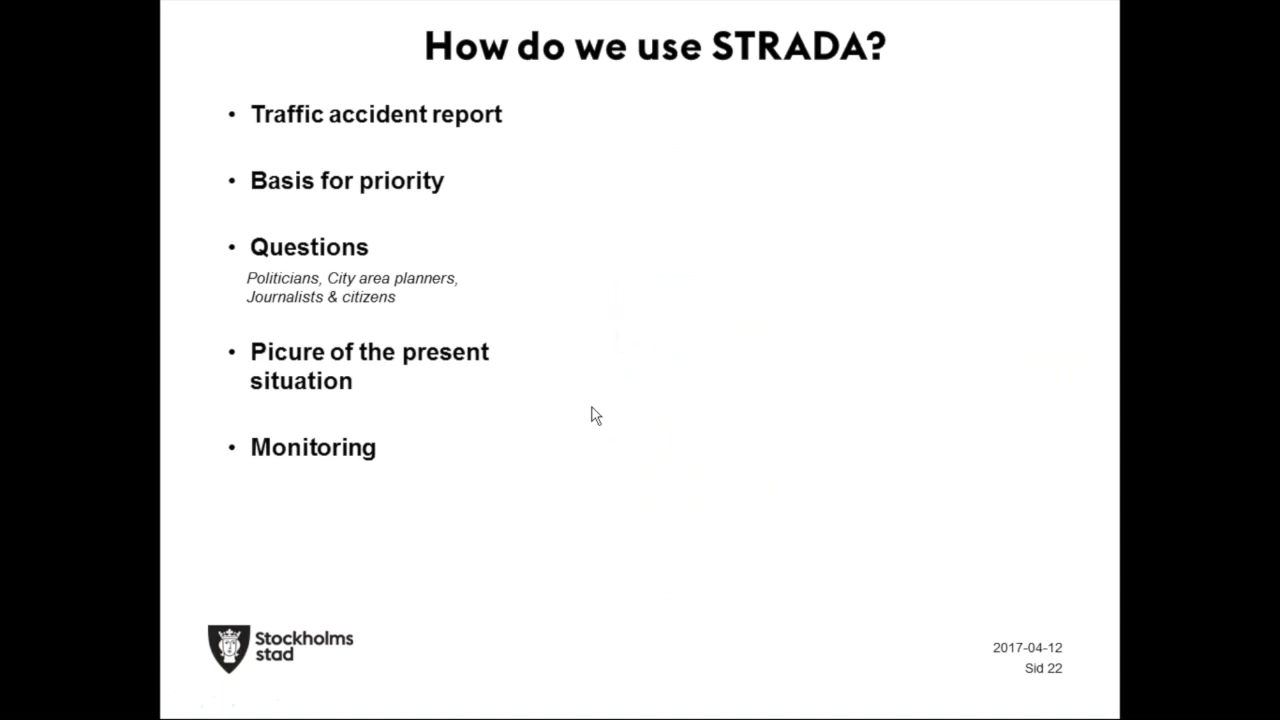 How do we use STRADA?
• Traffic accident report
• Basis for priority
• Questions
Politicians, City area planners,
Journalists & citizens
• Picure of the present
situation
• Monitoring
Stockholms
stad
2017-04-12
Sid 22